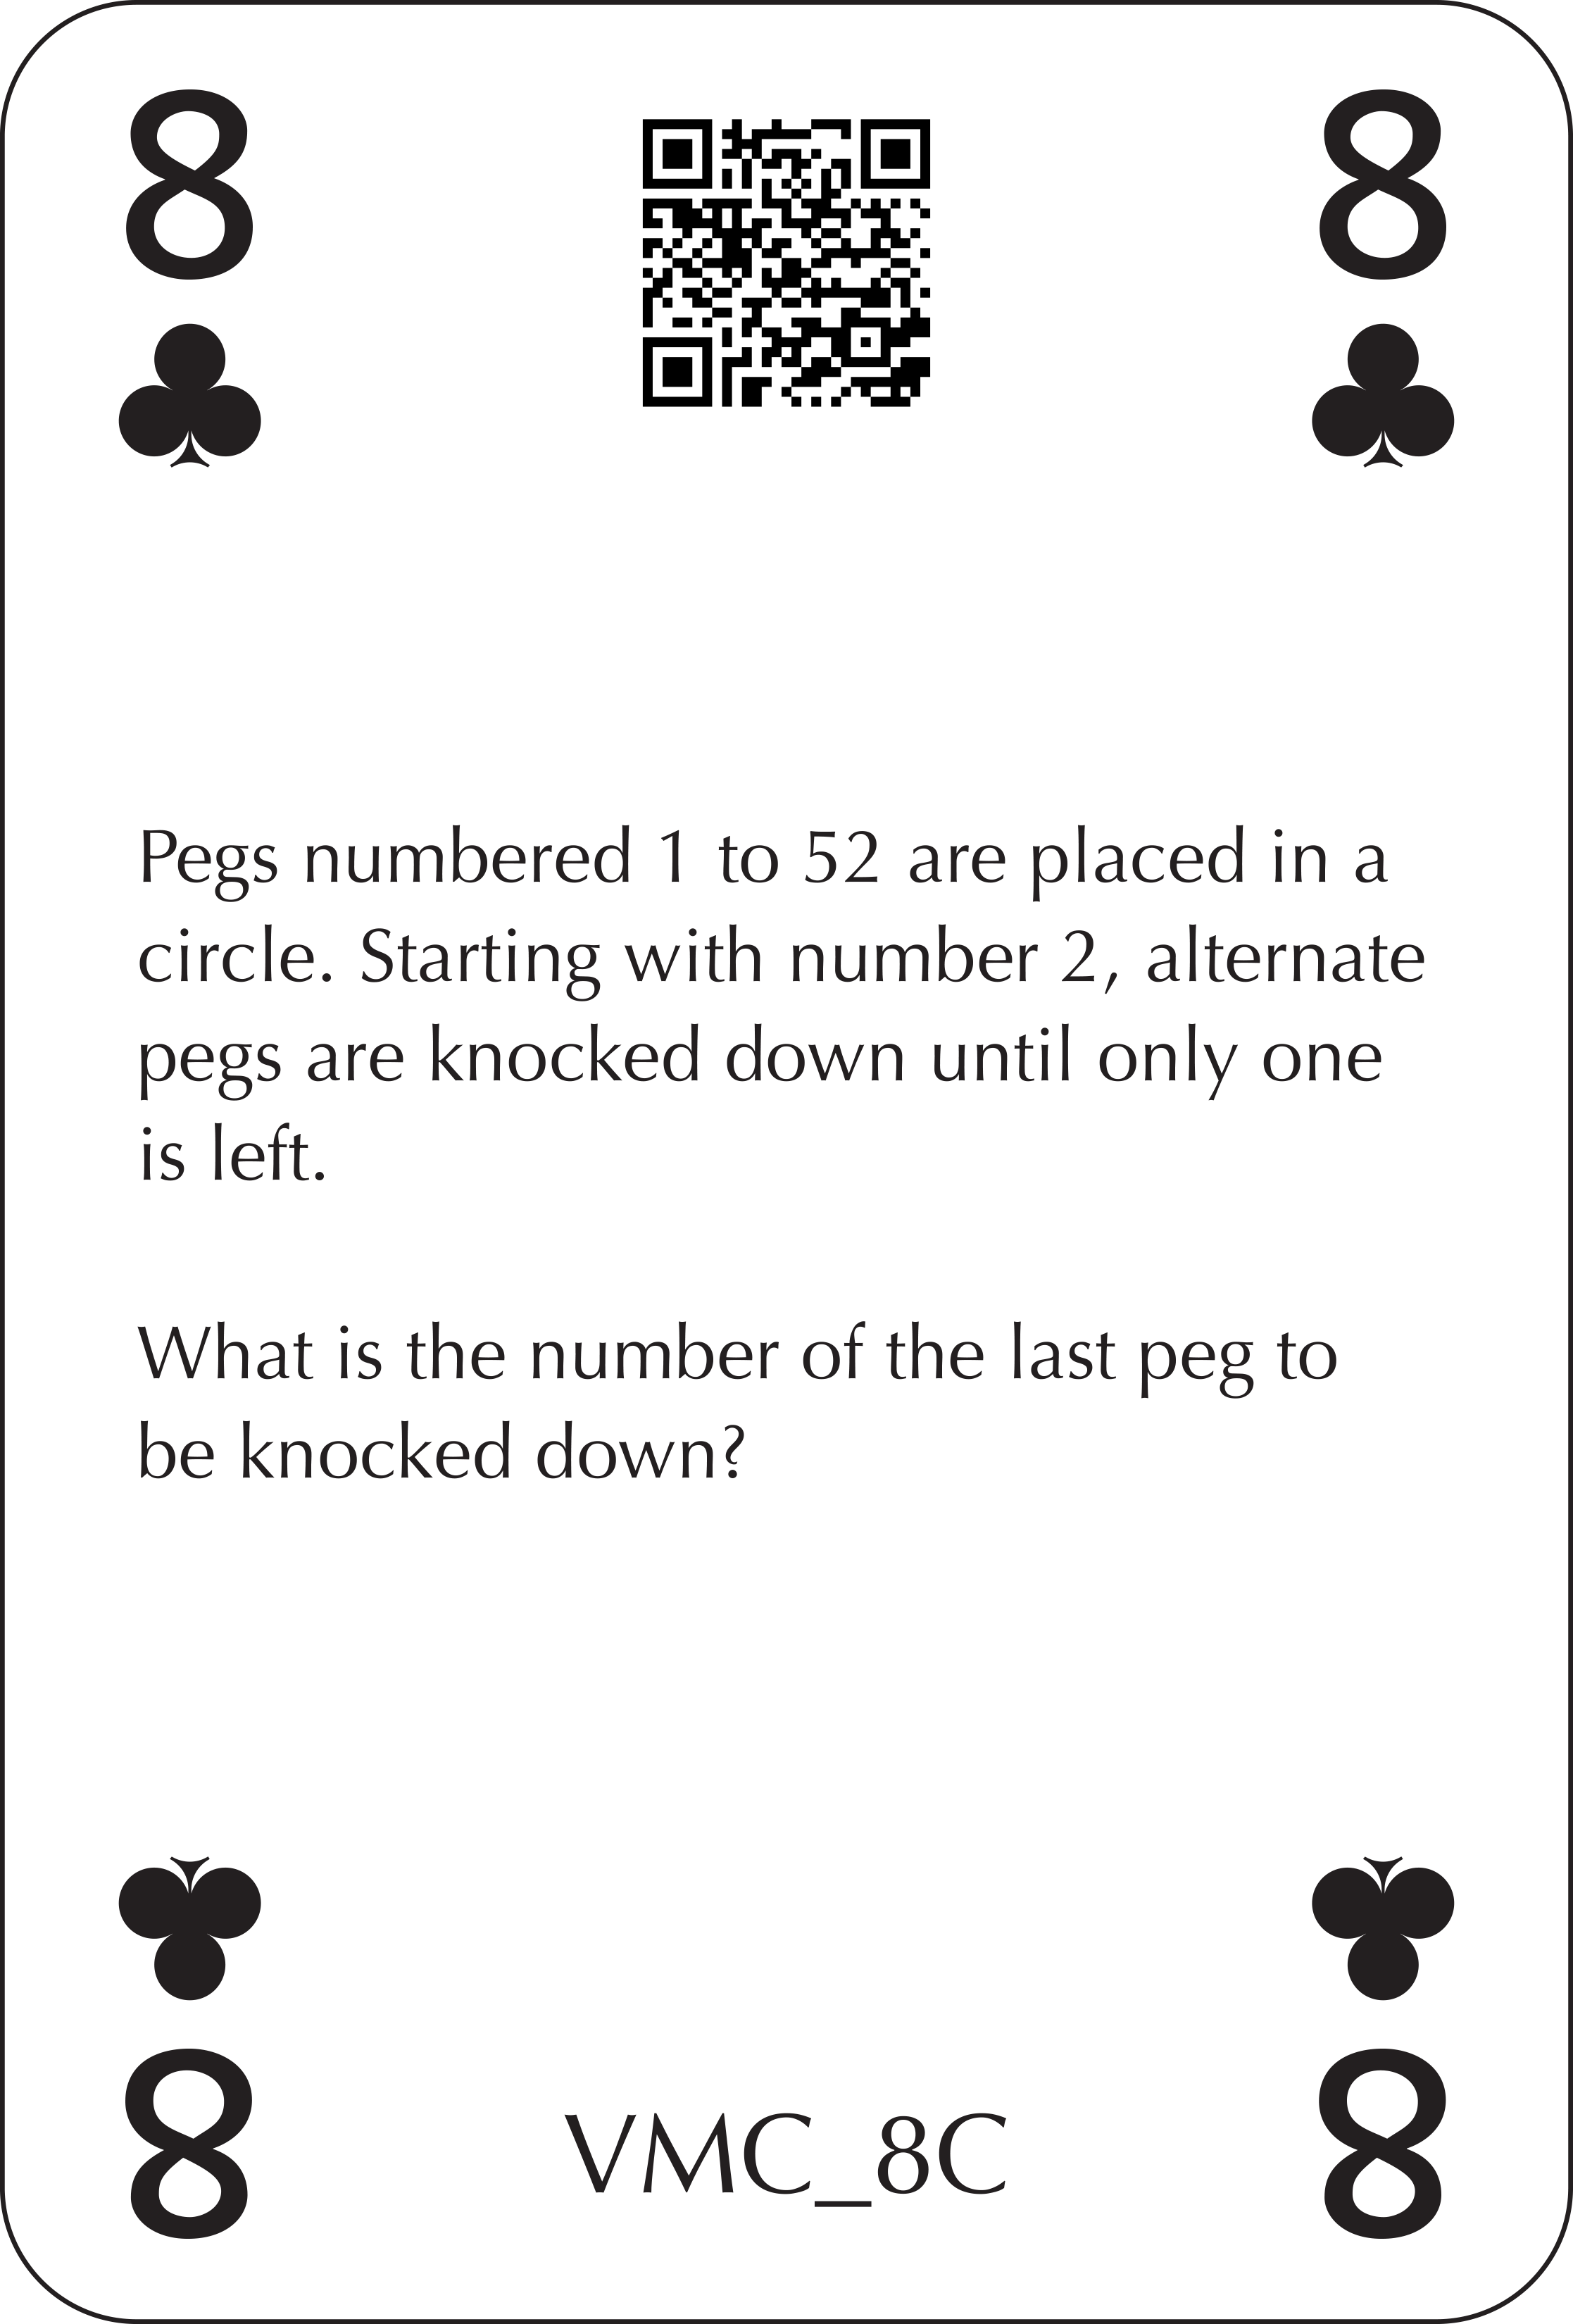 8 8
Pegs numbered 1 to 52 are placed in a
circle. Starting with number 2, alternate
pegs are knocked down until only one
is left.
What is the number of the last peg to
be knocked down?
8 VMC_8C 8